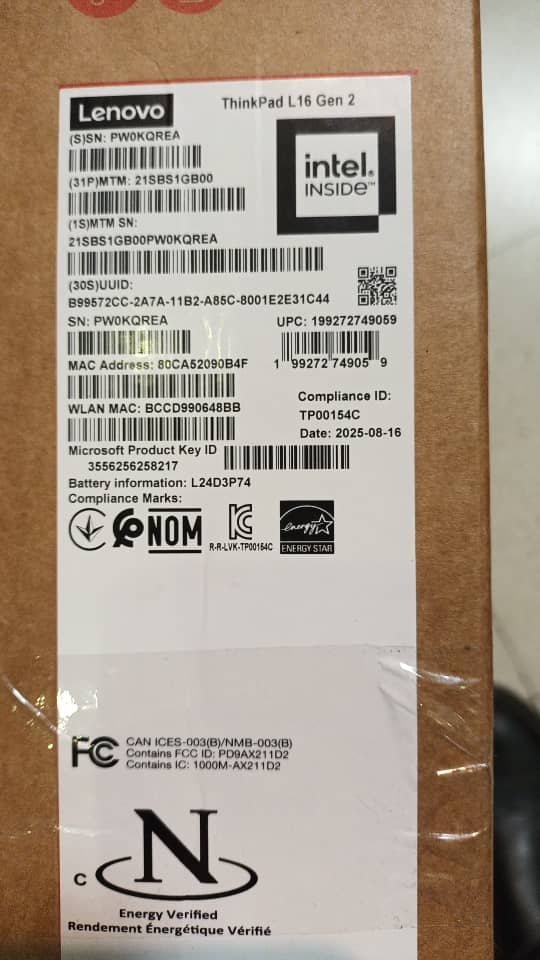 Lenovo
ThinkPad L16 Gen 2
(S)SN: PW0KQREA
(31P)MTM: 21SBS1GB00
intel.
INSIDE™
(1S)MTM SN:
21SBS1GB00PW0KQREA
(30S)UUID:
B99572CC-2A7A-11B2-A85C-8001E2E31C44
SN: PW0KQREA
UPC: 199272749059
MAC Address: 80CA52090B4F
1 99272 74905 9
WLAN MAC: BCCD990648BB
Compliance ID:
TP00154C
Date: 2025-08-16
Microsoft Product Key ID
3556256258217
Battery information: L24D3P74
Compliance Marks:
NOM
R-R-LVK-TP00154C
energy
ENERGY STAR
FC
CAN ICES-003(B)/NMB-003(B)
Contains FCC ID: PD9AX211D2
Contains IC: 1000M-AX211D2
N
C
Energy Verified
Rendement Énergétique Vérifié